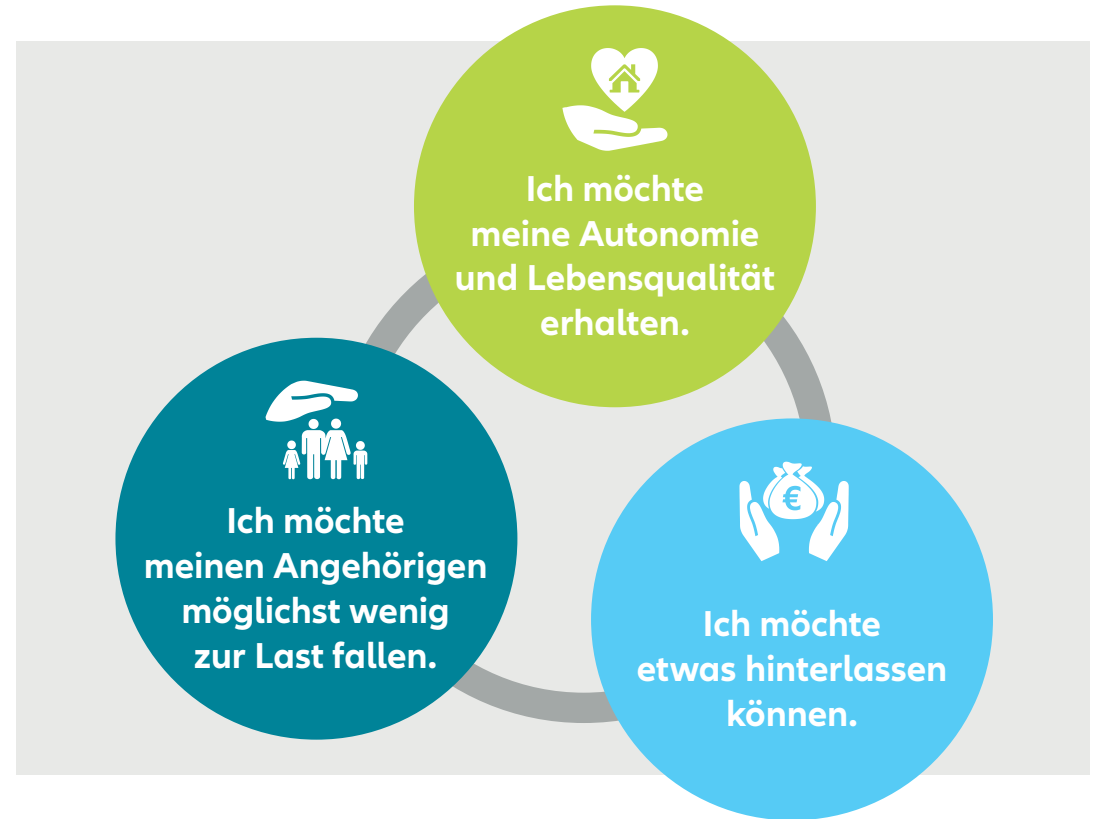 Ich möchte
meine Autonomie
und Lebensqualität
erhalten.
Ich möchte
meinen Angehörigen
möglichst wenig
zur Last fallen.
€
Ich möchte
etwas hinterlassen
können.